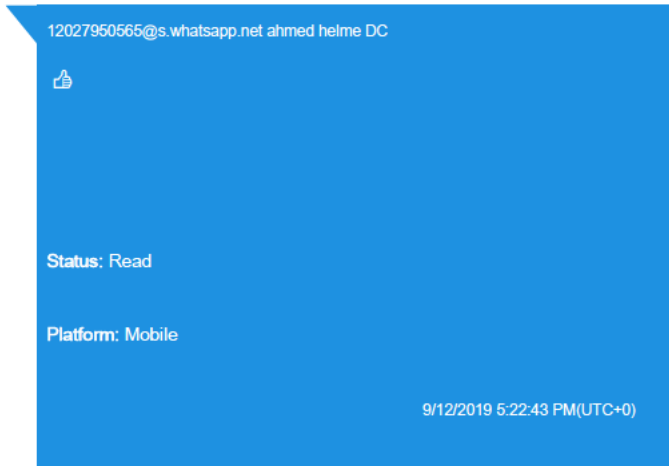 12027950565@s.whatsapp.net ahmed helme DC
👍
Status: Read
Platform: Mobile
9/12/2019 5:22:43 PM(UTC+0)